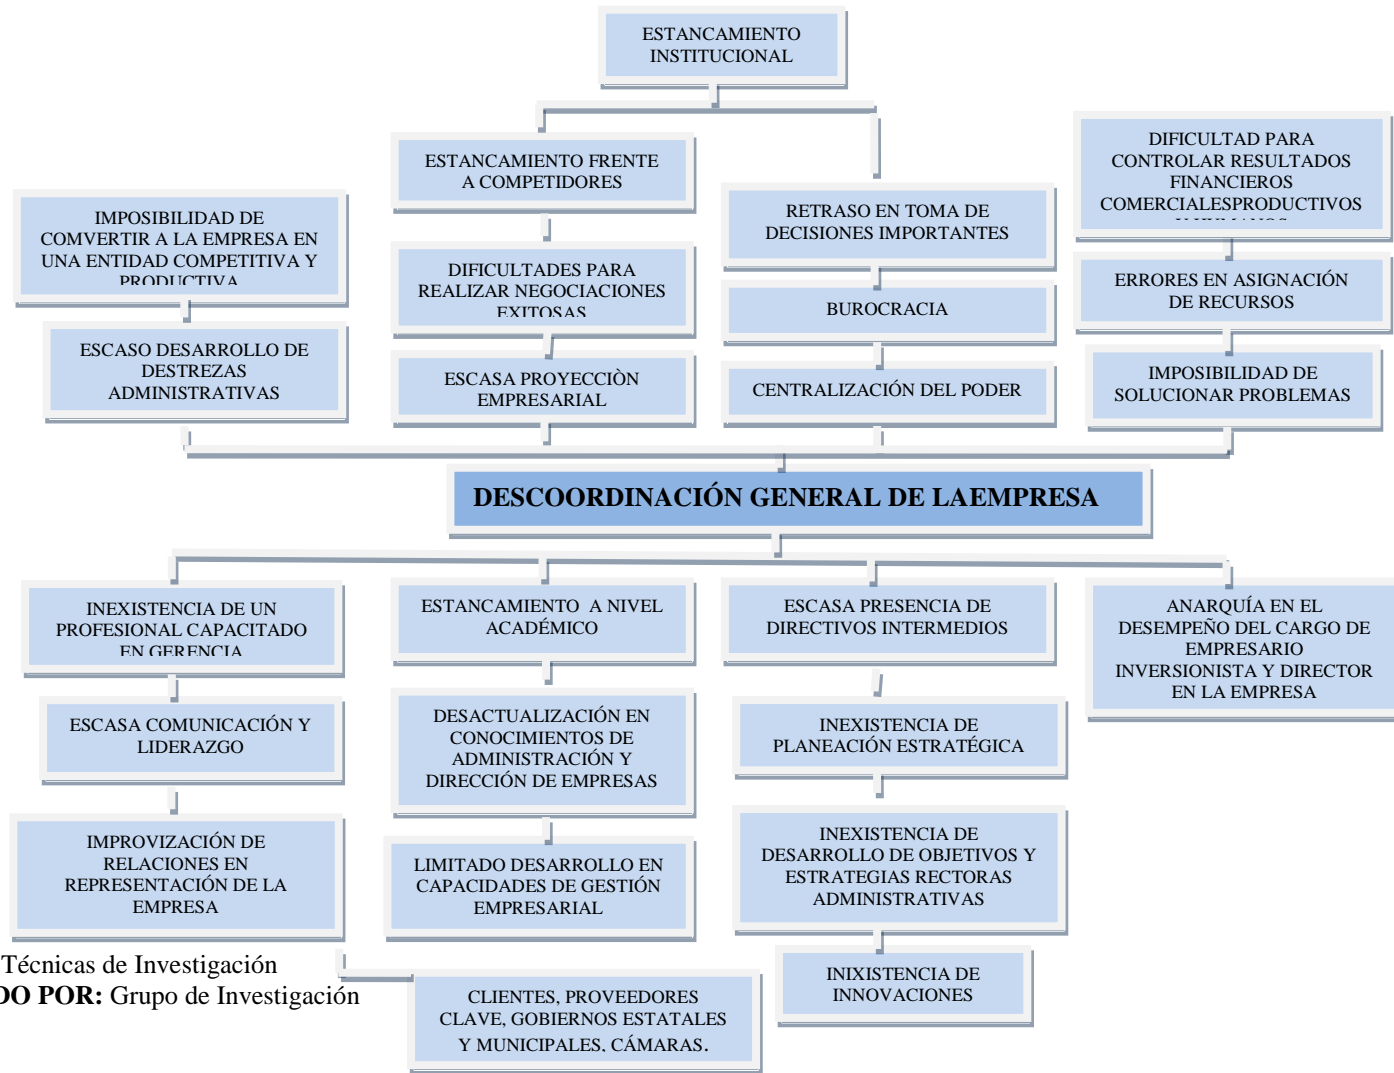 ESTANCAMIENTO
INSTITUCIONAL
IMPOSIBILIDAD DE
COMVERTIR A LA EMPRESA EN
UNA ENTIDAD COMPETITIVA Y
PRODUCTIVA
ESCASO DESARROLLO DE
DESTREZAS
ADMINISTRATIVAS
ESTANCAMIENTO FRENTE
A COMPETIDORES
DIFICULTADES PARA
REALIZAR NEGOCIACIONES
EXITOSAS
ESCASA PROYECCIÒN
EMPRESARIAL
RETRASO EN TOMA DE
DECISIONES IMPORTANTES
BUROCRACIA
CENTRALIZACIÓN DEL PODER
DIFICULTAD PARA
CONTROLAR RESULTADOS
FINANCIEROS
COMERCIALESPRODUCTIVOS
Y HUMANOS
ERRORES EN ASIGNACIÓN
DE RECURSOS
IMPOSIBILIDAD DE
SOLUCIONAR PROBLEMAS
DESCOORDINACIÓN GENERAL DE LAEMPRESA
INEXISTENCIA DE UN
PROFESIONAL CAPACITADO
EN GERENCIA
ESCASA COMUNICACIÓN Y
LIDERAZGO
IMPROVIZACIÓN DE
RELACIONES EN
REPRESENTACIÓN DE LA
EMPRESA
ESTANCAMIENTO A NIVEL
ACADÉMICO
DESACTUALIZACIÓN EN
CONOCIMIENTOS DE
ADMINISTRACIÓN Y
DIRECCIÓN DE EMPRESAS
LIMITADO DESARROLLO EN
CAPACIDADES DE GESTIÓN
EMPRESARIAL
ESCASA PRESENCIA DE
DIRECTIVOS INTERMEDIOS
INEXISTENCIA DE
PLANEACIÓN ESTRATÉGICA
INEXISTENCIA DE
DESARROLLO DE OBJETIVOS Y
ESTRATEGIAS RECTORAS
ADMINISTRATIVAS
INIXISTENCIA DE
INNOVACIONES
ANARQUÍA EN EL
DESEMPEÑO DEL CARGO DE
EMPRESARIO
INVERSIONISTA Y DIRECTOR
EN LA EMPRESA
Técnicas de Investigación
DO POR: Grupo de Investigación
CLIENTES, PROVEEDORES
CLAVE, GOBIERNOS ESTATALES
Y MUNICIPALES, CÁMARAS.